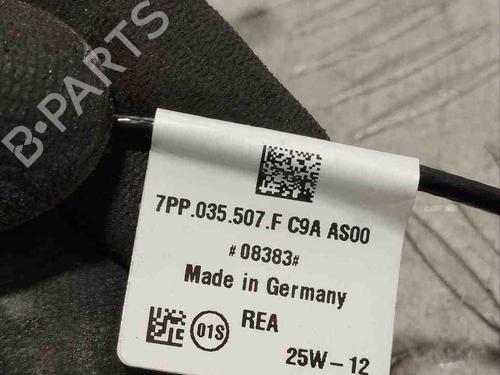 B-PARTS
7PP.035.507.F C9A AS00
#08383#
Made in Germany
01S REA
25W-12